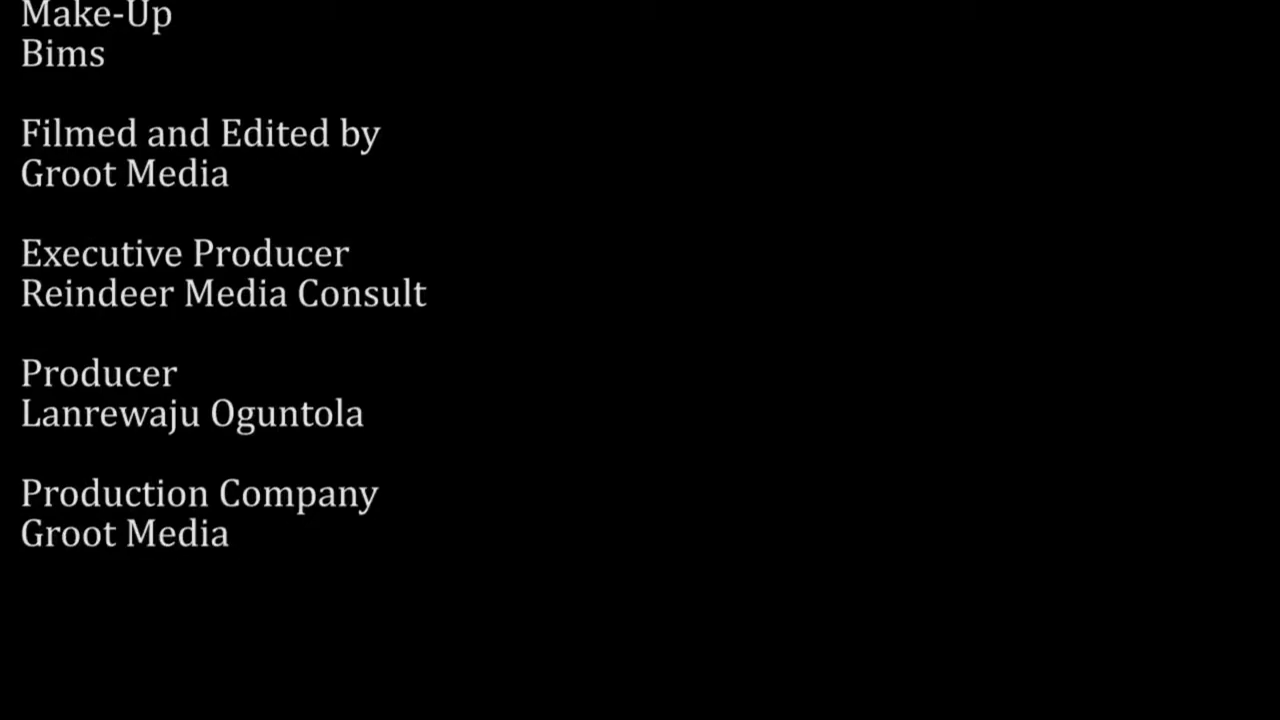 Make-Up
Bims
Filmed and Edited by
Groot Media
Executive Producer
Reindeer Media Consult
Producer
Lanrewaju Oguntola
Production Company
Groot Media